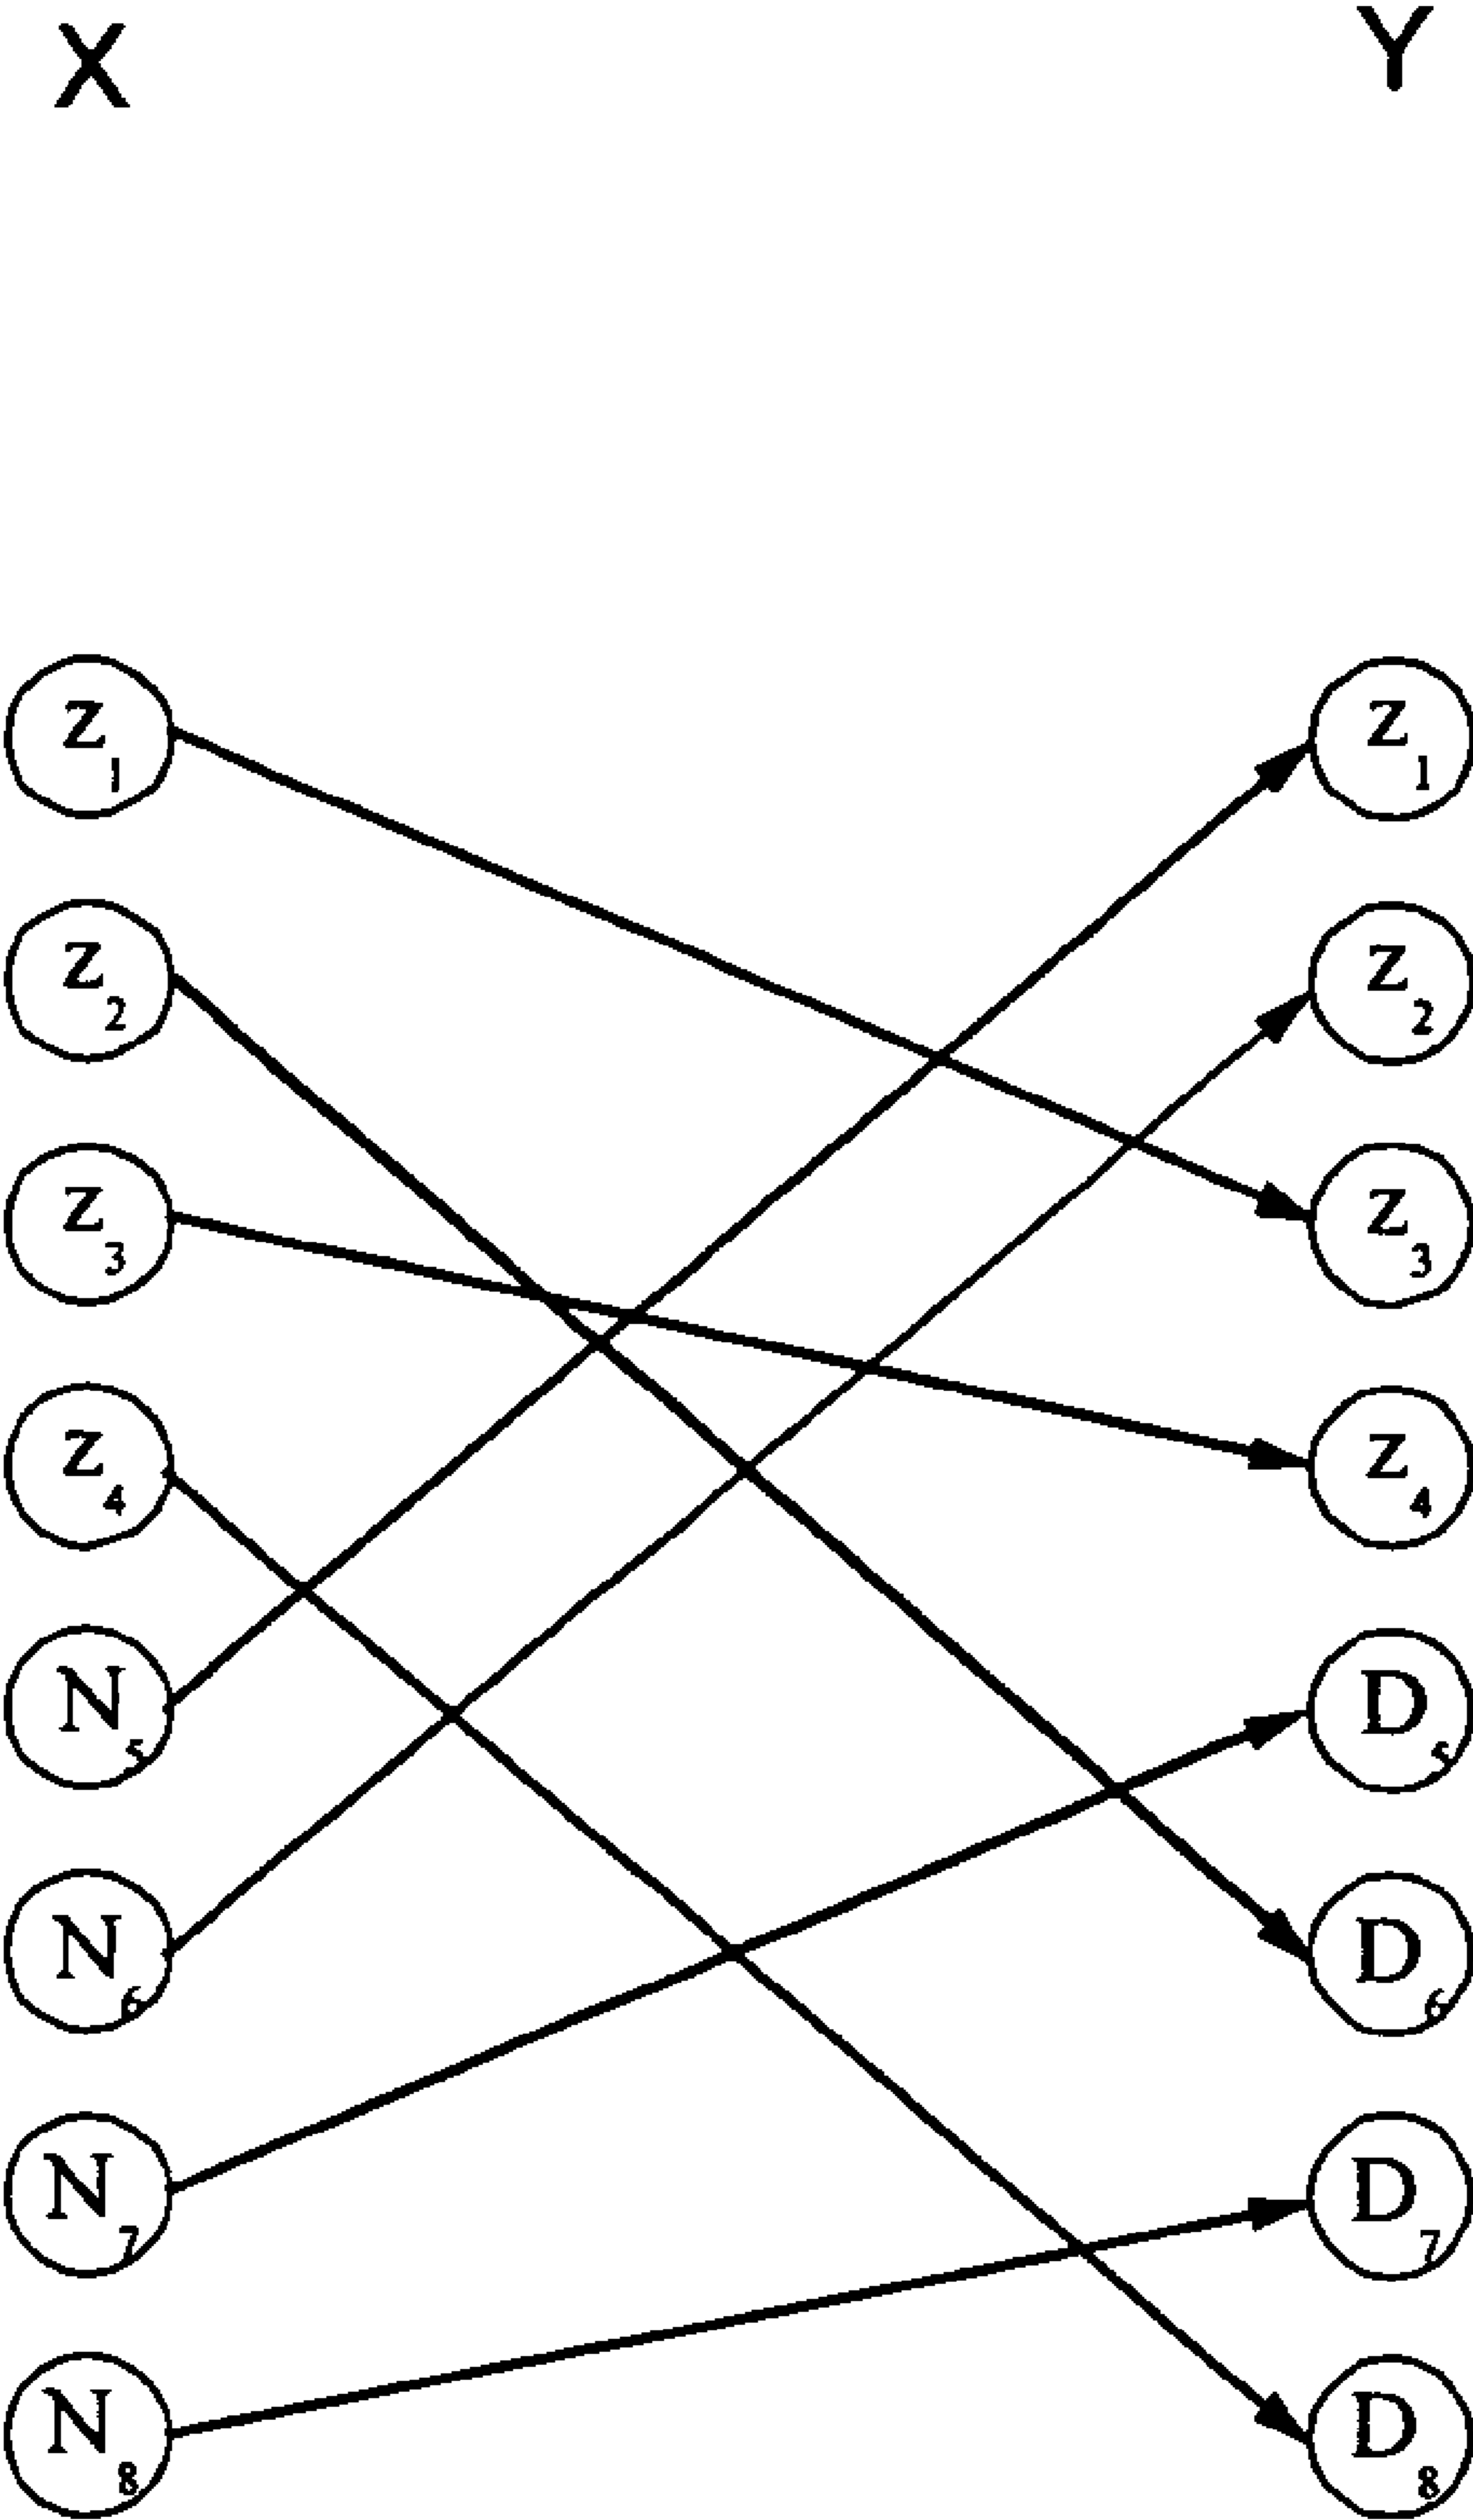 X Y
Z1 Z1
Z2 Z2
Z3 Z3
Z4 Z4
N5 D5
N6 D6
N7 D7
N8 D8